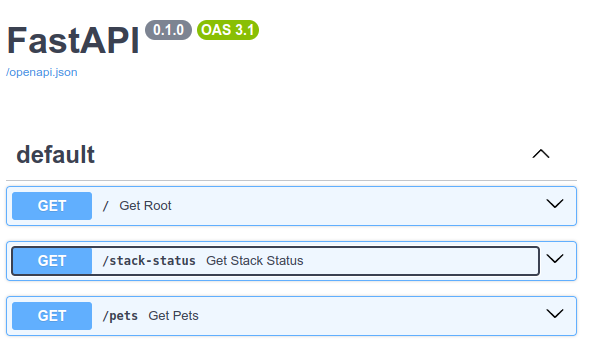 FastAPI 0.1.0 OAS 3.1
/openapi.json
default
GET / Get Root
GET /stack-status Get Stack Status
GET /pets Get Pets